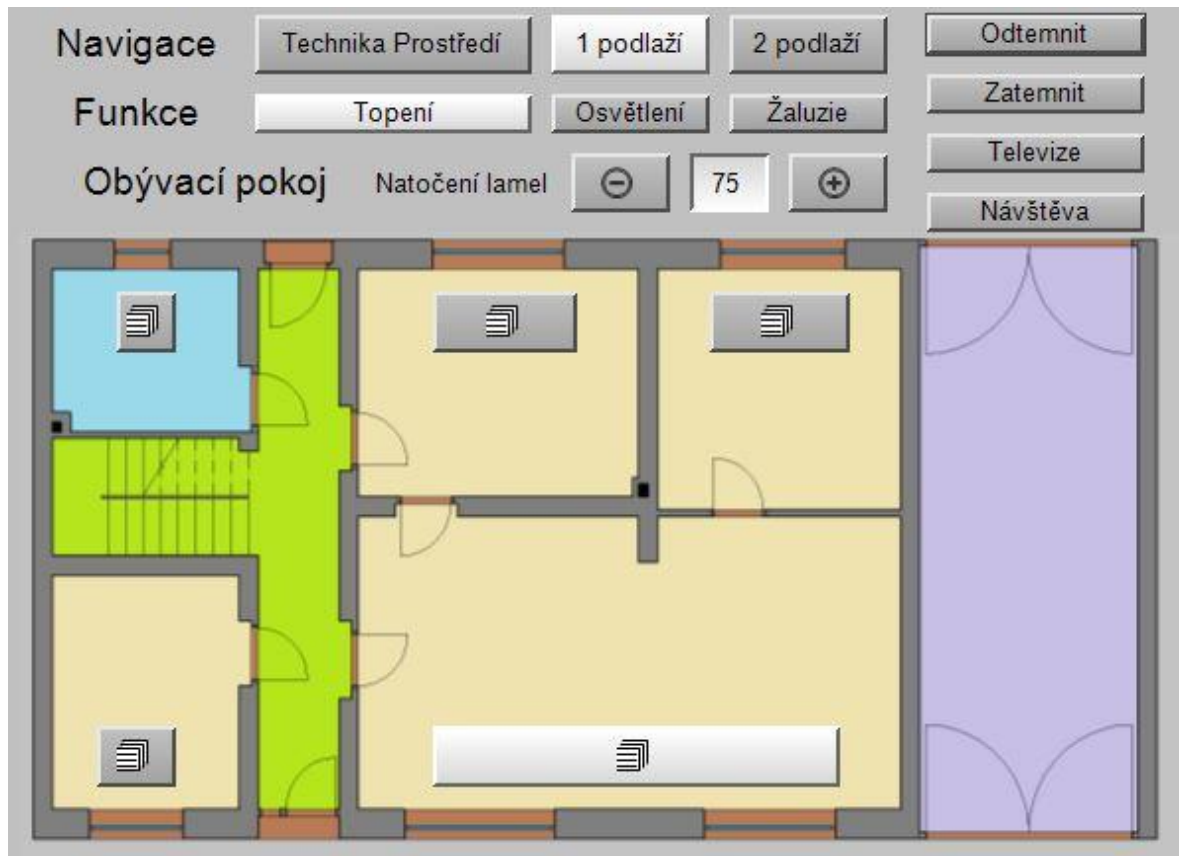 Navigace Technika Prostředí 1 podlaží 2 podlaží Odtemnit
Funkce Topení Osvětlení Žaluzie Zatemnit
Obývací pokoj Natočení lamel 75 Televize
Návštěva